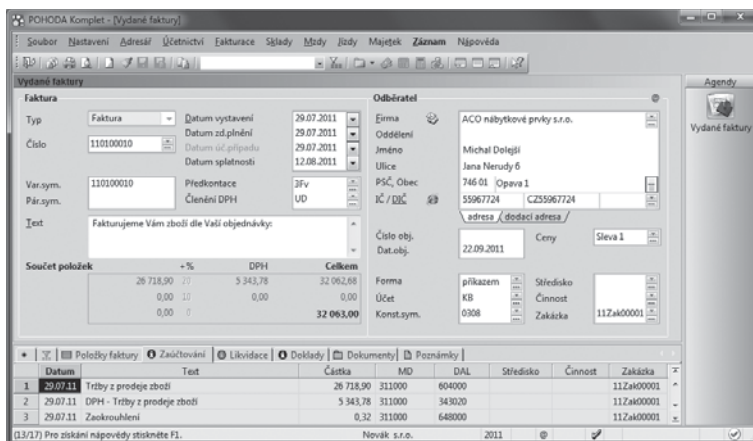 POHODA Komplet - [Vydané faktury]
Soubor Nastavení Adresář Účetnictví Fakturace Sklady Mzdy Jízdy Majetek Záznam Nápověda
Vydané faktury
Agendy
Vydané faktury
Faktura
Typ Faktura
Číslo 110100010
Datum vystavení 29.07.2011
Datum zd.plnění 29.07.2011
Datum úč.případu 29.07.2011
Datum splatnosti 12.08.2011
Var.sym. 110100010
Pár.sym.
Předkontace 3Fv
Členění DPH UD
Text Fakturujeme Vám zboží dle Vaší objednávky:
Součet položek +% DPH Celkem
26 718,90 20 5 343,78 32 062,68
0,00 10 0,00 0,00
0,00 0 32 063,00
Odběratel @
Firma ACO nábytkové prvky s.r.o.
Oddělení
Jméno Michal Dolejší
Ulice Jana Nerudy 6
PSČ, Obec 746 01 Opava 1
IČ / DIČ 55967724 CZ55967724
adresa dodací adresa
Číslo obj. Ceny Sleva 1
Dat.obj. 22.09.2011
Forma příkazem Středisko
Účet KB Činnost
Konst.sym. 0308 Zakázka 11Zak00001
Položky faktury Zaúčtování Likvidace Doklady Dokumenty Poznámky
Datum Text Částka MD DAL Středisko Činnost Zakázka
1 29.07.11 Tržby z prodeje zboží 26 718,90 311000 604000 11Zak00001
2 29.07.11 DPH - Tržby z prodeje zboží 5 343,78 311000 343020 11Zak00001
3 29.07.11 Zaokrouhlení 0,32 311000 648000 11Zak00001
(13/17) Pro získání nápovědy stiskněte F1. Novák s.r.o. 2011 @